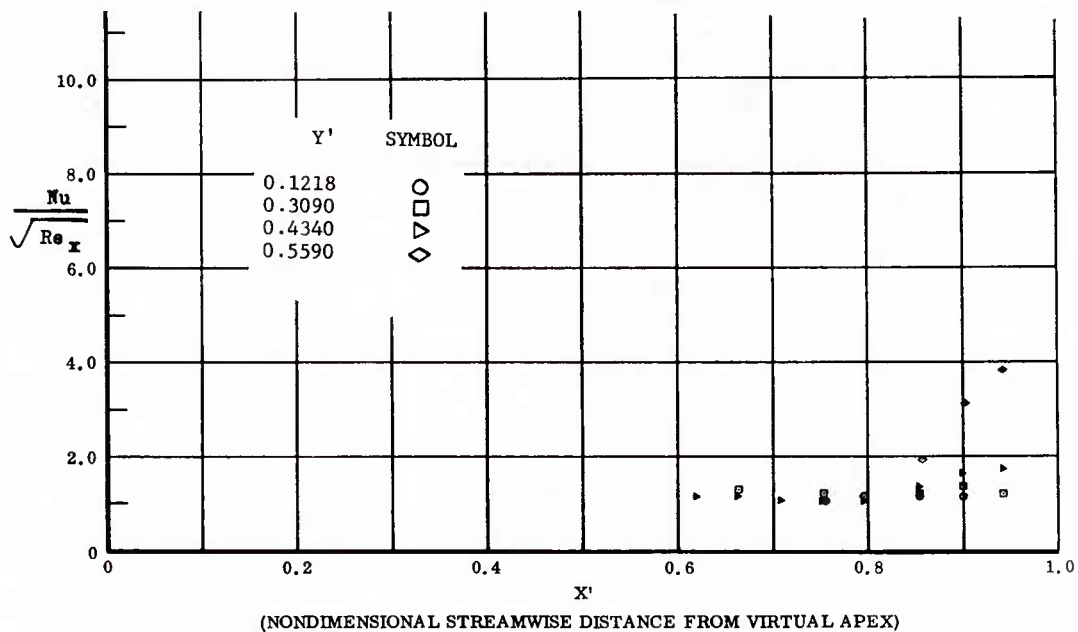 10.0
8.0
6.0
4.0
2.0
0
Nu
√Re x
Y' SYMBOL
0.1218
0.3090
0.4340
0.5590
0 0.2 0.4 0.6 0.8 1.0
X'
(NONDIMENSIONAL STREAMWISE DISTANCE FROM VIRTUAL APEX)